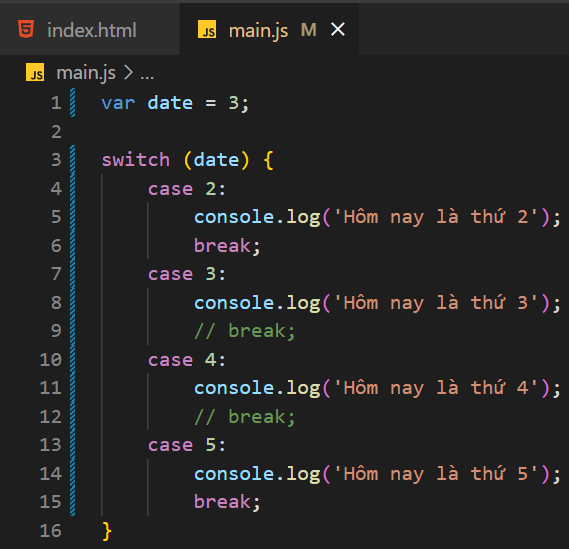 index.html JS main.js M ×
JS main.js > ...
1 var date = 3;
2
3 switch (date) {
4 case 2:
5 console.log('Hôm nay là thứ 2');
6 break;
7 case 3:
8 console.log('Hôm nay là thứ 3');
9 // break;
10 case 4:
11 console.log('Hôm nay là thứ 4');
12 // break;
13 case 5:
14 console.log('Hôm nay là thứ 5');
15 break;
16 }